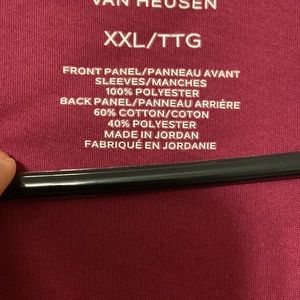 VAN HEUSEN
XXL/TTG
FRONT PANEL/PANNEAU AVANT
SLEEVES/MANCHES
100% POLYESTER
BACK PANEL/PANNEAU ARRIÈRE
60% COTTON/COTON
40% POLYESTER
MADE IN JORDAN
FABRIQUÉ EN JORDANIE